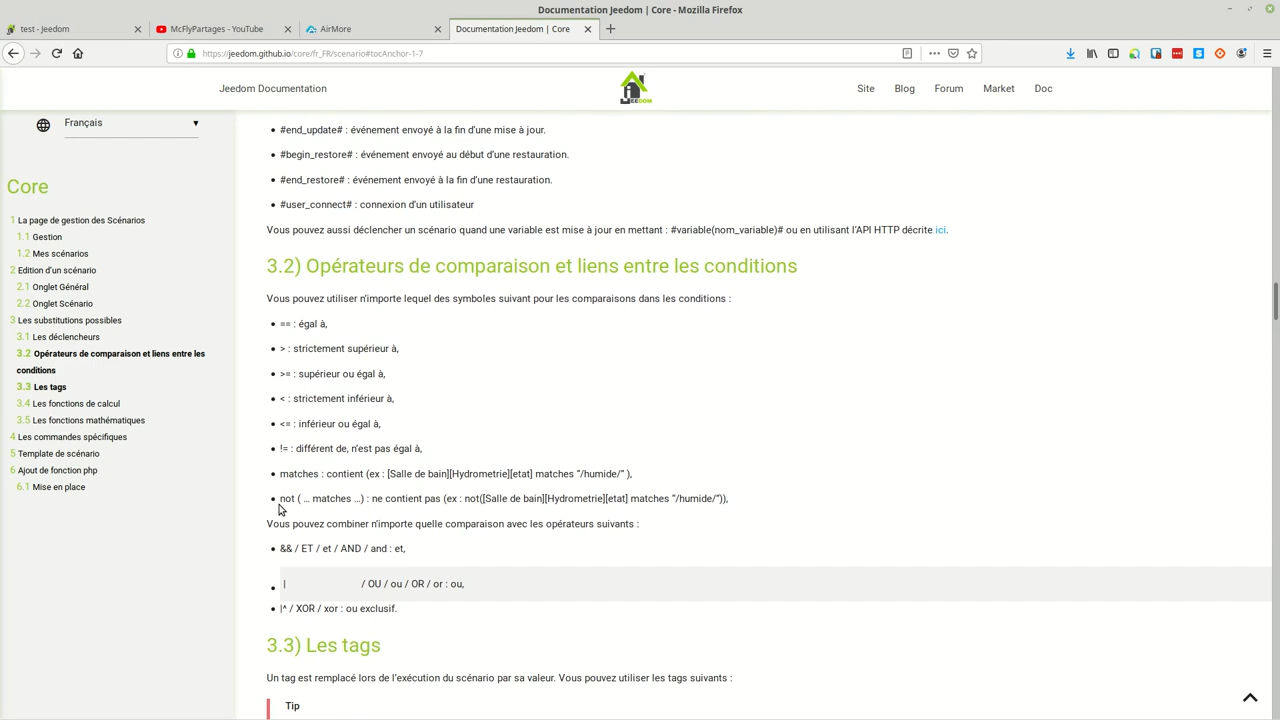 Documentation Jeedom | Core - Mozilla Firefox
test - Jeedom
McFlyPartages - YouTube
AirMore
Documentation Jeedom | Core
https://jeedom.github.io/core/fr_FR/scenario#tocAnchor-1-7
Jeedom Documentation
JEEDOM
Site
Blog
Forum
Market
Doc
Français
Core
1 La page de gestion des Scénarios
1.1 Gestion
1.2 Mes scénarios
2 Edition d'un scénario
2.1 Onglet Général
2.2 Onglet Scénario
3 Les substitutions possibles
3.1 Les déclencheurs
3.2 Opérateurs de comparaison et liens entre les
conditions
3.3 Les tags
3.4 Les fonctions de calcul
3.5 Les fonctions mathématiques
4 Les commandes spécifiques
5 Template de scénario
6 Ajout de fonction php
6.1 Mise en place
• #end_update# : événement envoyé à la fin d'une mise à jour.
• #begin_restore# : événement envoyé au début d'une restauration.
• #end_restore# : événement envoyé à la fin d'une restauration.
• #user_connect# : connexion d'un utilisateur
Vous pouvez aussi déclencher un scénario quand une variable est mise à jour en mettant : #variable(nom_variable)# ou en utilisant l'API HTTP décrite ici.
3.2) Opérateurs de comparaison et liens entre les conditions
Vous pouvez utiliser n'importe lequel des symboles suivant pour les comparaisons dans les conditions :
• == : égal à,
• > : strictement supérieur à,
• >= : supérieur ou égal à,
• < : strictement inférieur à,
• <= : inférieur ou égal à,
• != : différent de, n'est pas égal à,
• matches : contient (ex : [Salle de bain][Hydrometrie][etat] matches "/humide/" ),
• not ( … matches …) : ne contient pas (ex : not([Salle de bain][Hydrometrie][etat] matches "/humide/")),
Vous pouvez combiner n'importe quelle comparaison avec les opérateurs suivants :
• && / ET / et / AND / and : et,
• | / OU / ou / OR / or : ou,
• |^ / XOR / xor : ou exclusif.
3.3) Les tags
Un tag est remplacé lors de l'exécution du scénario par sa valeur. Vous pouvez utiliser les tags suivants :
Tip